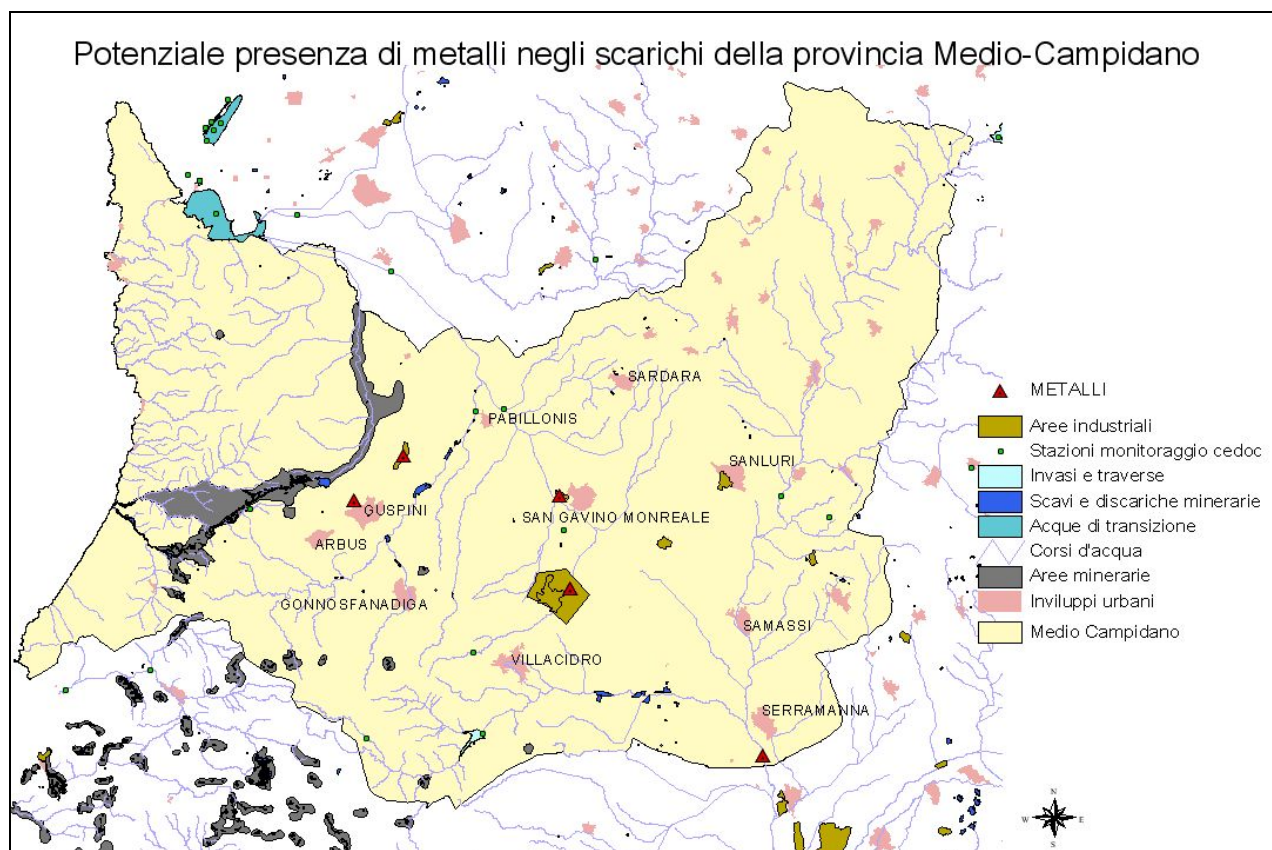 Potenziale presenza di metalli negli scarichi della provincia Medio-Campidano
SARDARA
PABILLONIS
SANLURI
GUSPINI
SAN GAVINO MONREALE
ARBUS
GONNOSFANADIGA
SAMASSI
VILLACIDRO
SERRAMANNA
METALLI
Aree industriali
Stazioni monitoraggio cedoc
Invasi e traverse
Scavi e discariche minerarie
Acque di transizione
Corsi d'acqua
Aree minerarie
Inviluppi urbani
Medio Campidano
N
W E
S